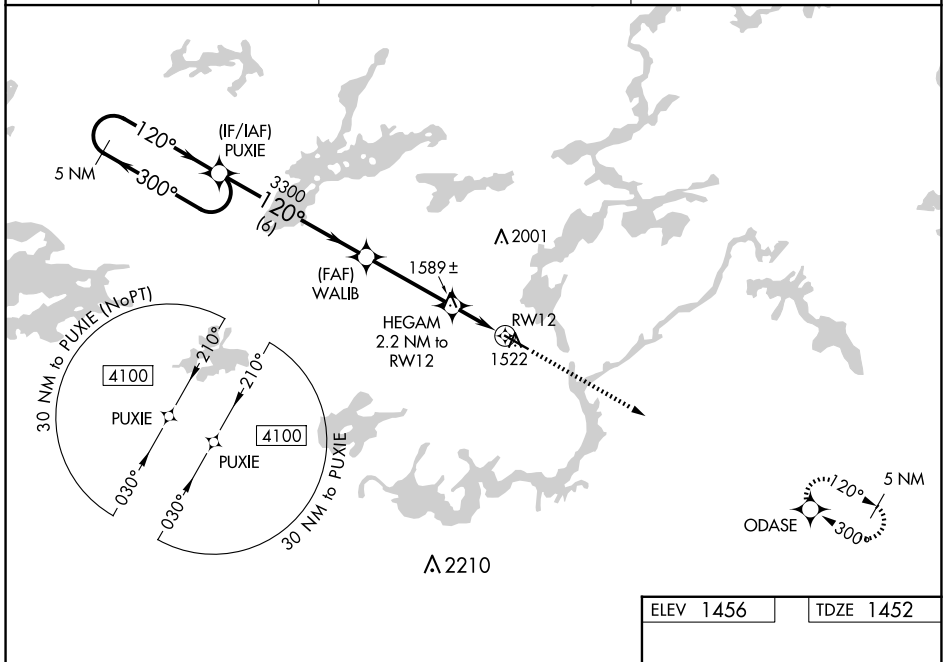 120°
5 NM
300°
(IF/IAF)
PUXIE
3300
120°
(6)
(FAF)
WALIB
2001
1589±
HEGAM
2.2 NM to
RW12
RW12
1522
30 NM to PUXIE (NoPT)
4100
210°
PUXIE
030°
210°
4100
PUXIE
030°
30 NM to PUXIE
2210
120°
5 NM
ODASE
300°
ELEV 1456
TDZE 1452